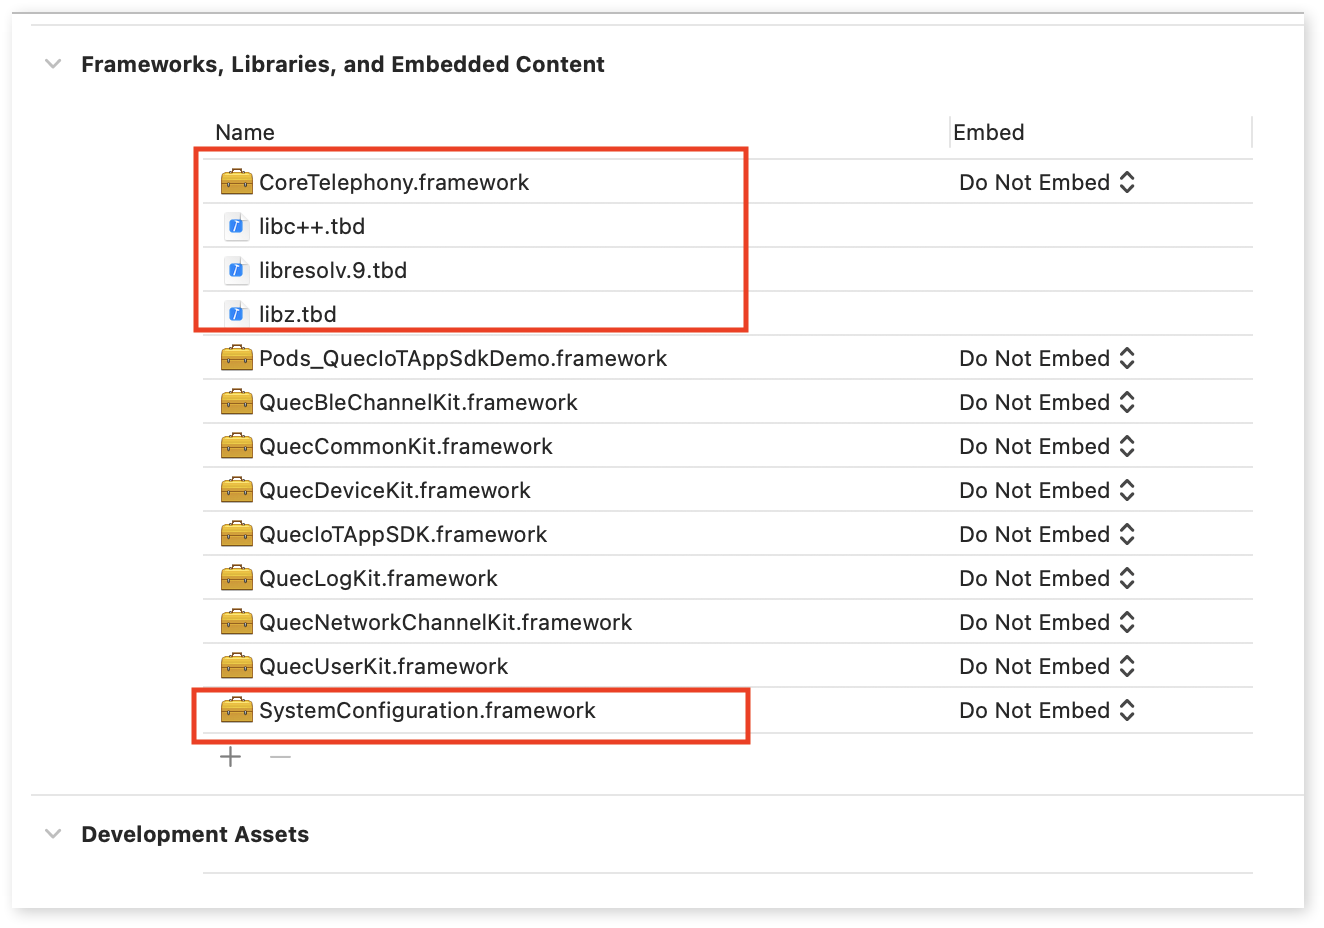 Frameworks, Libraries, and Embedded Content
Name Embed
CoreTelephony.framework Do Not Embed
libc++.tbd
libresolv.9.tbd
libz.tbd
Pods_QuecIoTAppSdkDemo.framework Do Not Embed
QuecBleChannelKit.framework Do Not Embed
QuecCommonKit.framework Do Not Embed
QuecDeviceKit.framework Do Not Embed
QuecIoTAppSDK.framework Do Not Embed
QuecLogKit.framework Do Not Embed
QuecNetworkChannelKit.framework Do Not Embed
QuecUserKit.framework Do Not Embed
SystemConfiguration.framework Do Not Embed
Development Assets